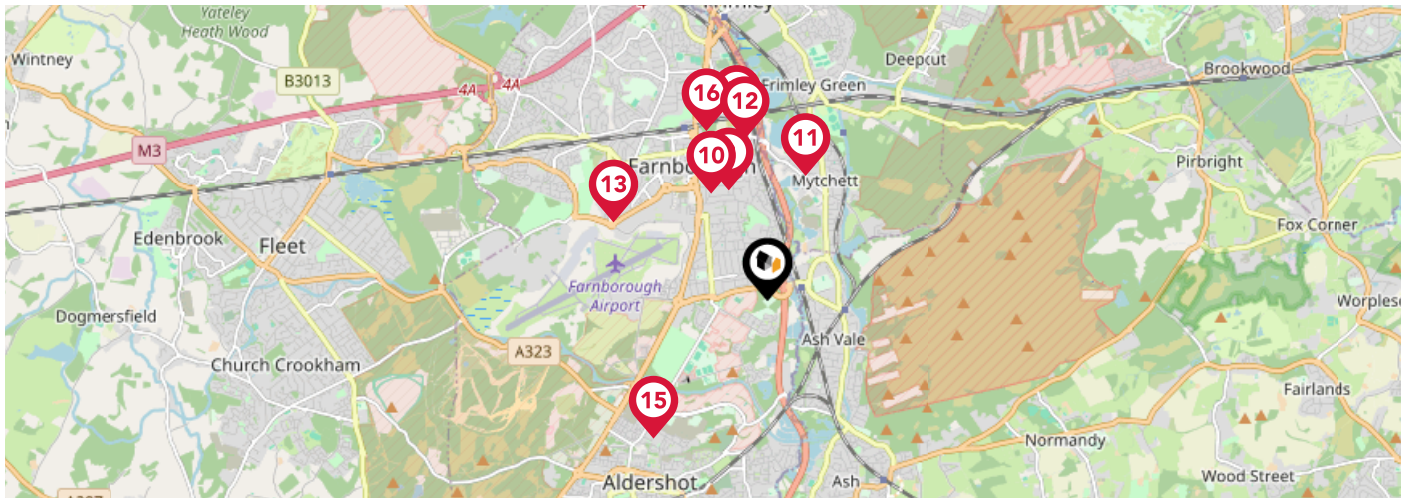 Yateley
Heath Wood
Wintney
B3013
4A
4A
M3
Deepcut
Brookwood
Frimley Green
16
12
11
10
13
Mytchett
Pirbright
Edenbrook
Fleet
Fox Corner
Farnborough
Airport
Dogmersfield
Church Crookham
A323
Ash Vale
Fairlands
15
Normandy
Aldershot
Ash
Wood Street